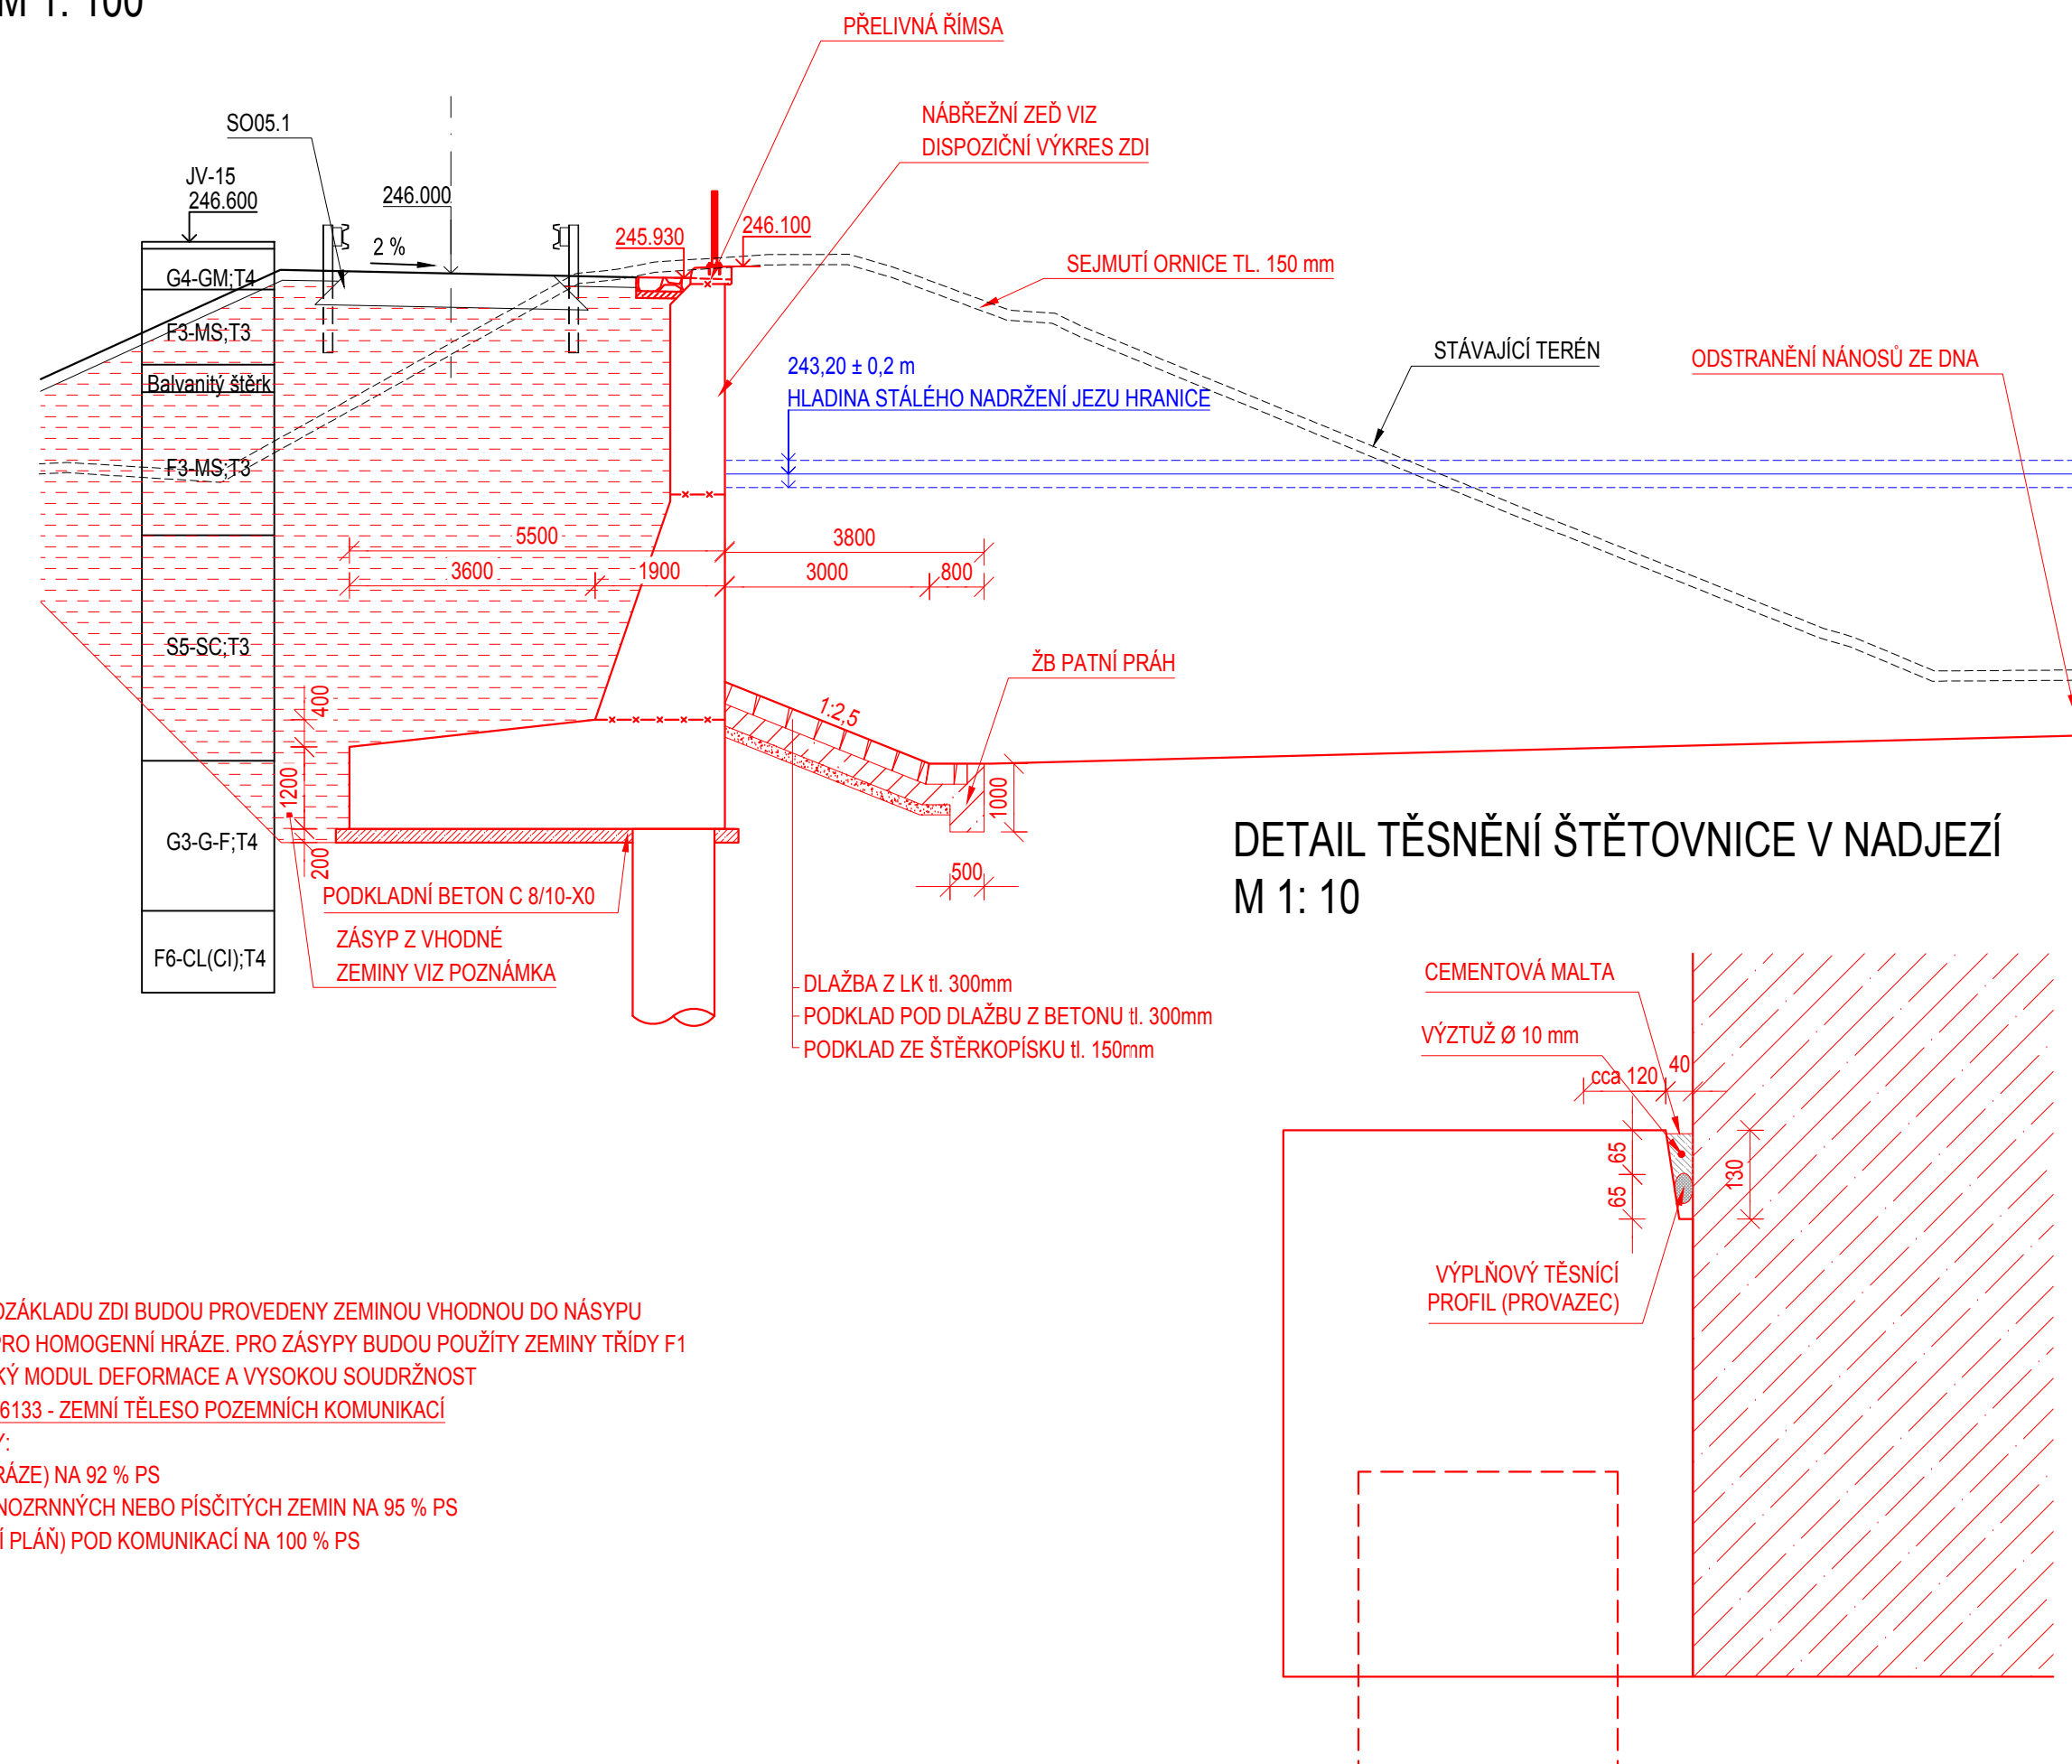 M 1: 100
PŘELIVNÁ ŘÍMSA
NÁBŘEŽNÍ ZEĎ VIZ
DISPOZIČNÍ VÝKRES ZDI
SO05.1
JV-15
246.600
246.000
2 %
245.930
246.100
SEJMUTÍ ORNICE TL. 150 mm
G4-GM;T4
F3-MS;T3
Balvanitý štěrk
F3-MS;T3
S5-SC;T3
G3-G-F;T4
F6-CL(CI);T4
STÁVAJÍCÍ TERÉN
ODSTRANĚNÍ NÁNOSŮ ZE DNA
243,20 ± 0,2 m
HLADINA STÁLÉHO NADRŽENÍ JEZU HRANICE
5500
3800
3600
1900
3000
800
ŽB PATNÍ PRÁH
1:2,5
400
1200
200
1000
500
PODKLADNÍ BETON C 8/10-X0
ZÁSYP Z VHODNÉ
ZEMINY VIZ POZNÁMKA
DLAŽBA Z LK tl. 300mm
PODKLAD POD DLAŽBU Z BETONU tl. 300mm
PODKLAD ZE ŠTĚRKOPÍSKU tl. 150mm
DETAIL TĚSNĚNÍ ŠTĚTOVNICE V NADJEZÍ
M 1: 10
CEMENTOVÁ MALTA
VÝZTUŽ Ø 10 mm
cca 120
40
65
65
130
VÝPLŇOVÝ TĚSNÍCÍ
PROFIL (PROVAZEC)
OZÁKLADU ZDI BUDOU PROVEDENY ZEMINOU VHODNOU DO NÁSYPU
PRO HOMOGENNÍ HRÁZE. PRO ZÁSYPY BUDOU POUŽÍTY ZEMINY TŘÍDY F1
KÝ MODUL DEFORMACE A VYSOKOU SOUDRŽNOST
6133 - ZEMNÍ TĚLESO POZEMNÍCH KOMUNIKACÍ
Y:
RÁZE) NA 92 % PS
NOZRNNÝCH NEBO PÍSČITÝCH ZEMIN NA 95 % PS
Í PLÁŇ) POD KOMUNIKACÍ NA 100 % PS